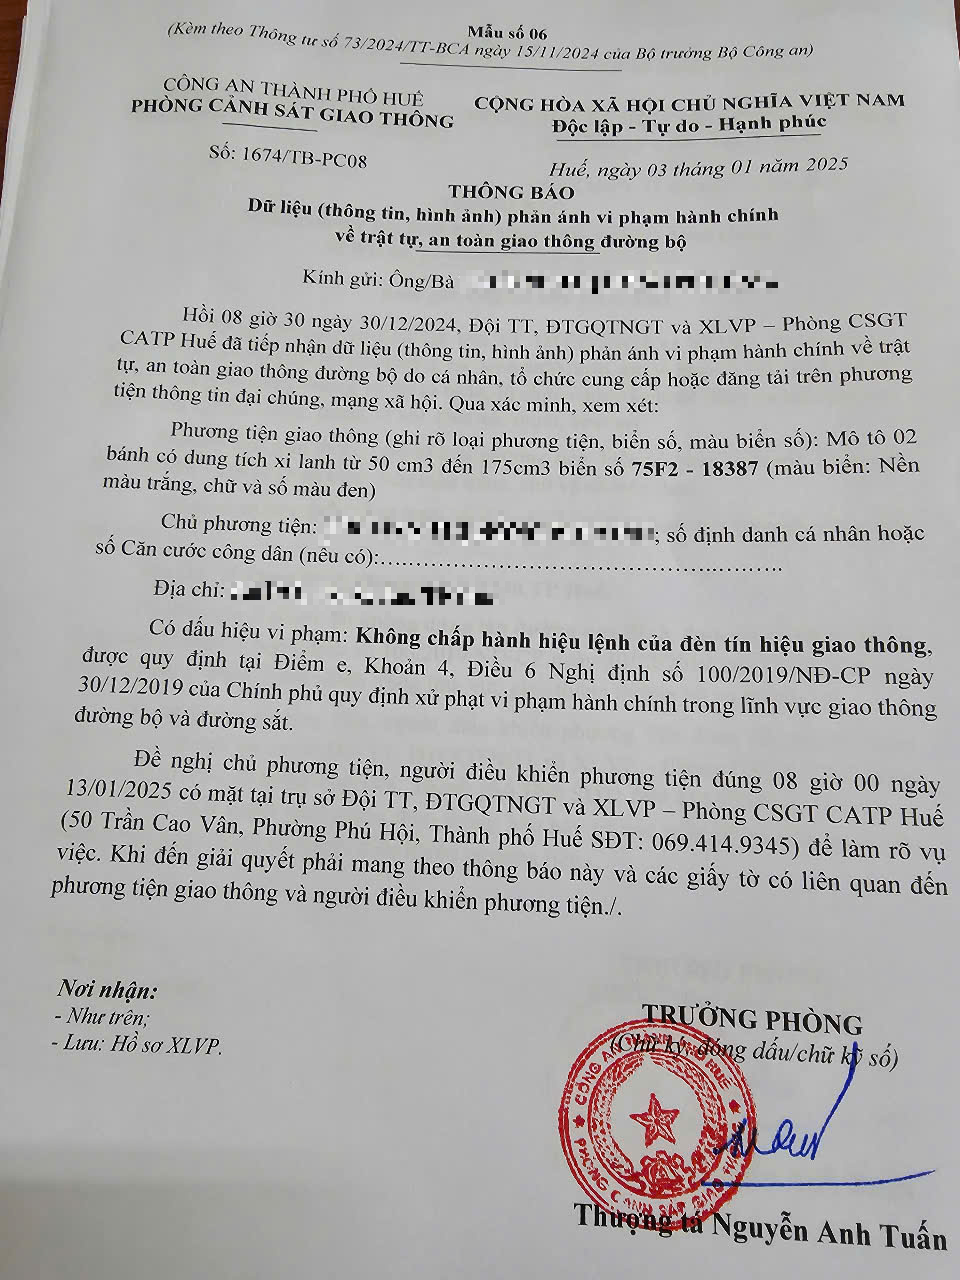 Mẫu số 06
(Kèm theo Thông tư số 73/2024/TT-BCA ngày 15/11/2024 của Bộ trưởng Bộ Công an)
CÔNG AN THÀNH PHỐ HUẾ
PHÒNG CẢNH SÁT GIAO THÔNG
CỘNG HÒA XÃ HỘI CHỦ NGHĨA VIỆT NAM
Độc lập - Tự do - Hạnh phúc
Số: 1674/TB-PC08
Huế, ngày 03 tháng 01 năm 2025
THÔNG BÁO
Dữ liệu (thông tin, hình ảnh) phản ánh vi phạm hành chính
về trật tự, an toàn giao thông đường bộ
Kính gửi: Ông/Bà
Hồi 08 giờ 30 ngày 30/12/2024, Đội TT, ĐTGQTNGT và XLVP – Phòng CSGT
CATP Huế đã tiếp nhận dữ liệu (thông tin, hình ảnh) phản ánh vi phạm hành chính về trật
tự, an toàn giao thông đường bộ do cá nhân, tổ chức cung cấp hoặc đăng tải trên phương
tiện thông tin đại chúng, mạng xã hội. Qua xác minh, xem xét:
Phương tiện giao thông (ghi rõ loại phương tiện, biển số, màu biển số): Mô tô 02
bánh có dung tích xi lanh từ 50 cm3 đến 175cm3 biển số 75F2 - 18387 (màu biển: Nền
màu trắng, chữ và số màu đen)
Chủ phương tiện: ; số định danh cá nhân hoặc
số Căn cước công dân (nếu có):..........................................................
Địa chỉ:
Có dấu hiệu vi phạm: Không chấp hành hiệu lệnh của đèn tín hiệu giao thông,
được quy định tại Điểm e, Khoản 4, Điều 6 Nghị định số 100/2019/NĐ-CP ngày
30/12/2019 của Chính phủ quy định xử phạt vi phạm hành chính trong lĩnh vực giao thông
đường bộ và đường sắt.
Đề nghị chủ phương tiện, người điều khiển phương tiện đúng 08 giờ 00 ngày
13/01/2025 có mặt tại trụ sở Đội TT, ĐTGQTNGT và XLVP – Phòng CSGT CATP Huế
(50 Trần Cao Vân, Phường Phú Hội, Thành phố Huế SĐT: 069.414.9345) để làm rõ vụ
việc. Khi đến giải quyết phải mang theo thông báo này và các giấy tờ có liên quan đến
phương tiện giao thông và người điều khiển phương tiện./.
Nơi nhận:
- Như trên;
- Lưu: Hồ sơ XLVP.
TRƯỞNG PHÒNG
(Chữ ký, đóng dấu/chữ ký số)
CÔNG AN THÀNH PHỐ HUẾ
PHÒNG CẢNH SÁT GIAO THÔNG
Thượng tá Nguyễn Anh Tuấn